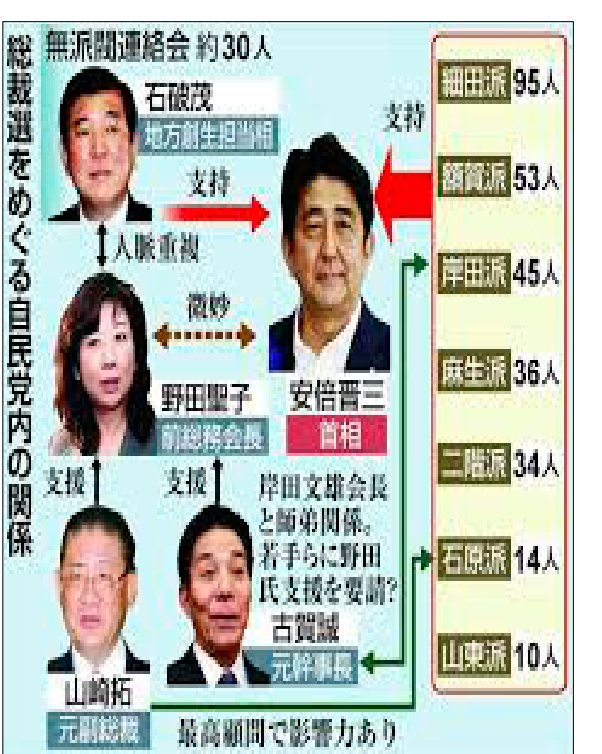 総裁選をめぐる自民党内の関係
無派閥連絡会 約30人
石破茂
地方創生担当相
支持
支持
人脈重複
微妙
野田聖子
前総務会長
安倍晋三
首相
支援
支援
岸田文雄会長
と師弟関係。
若手らに野田
氏支援を要請?
古賀誠
元幹事長
山崎拓
元副総裁
最高顧問で影響力あり
細田派 95人
額賀派 53人
岸田派 45人
麻生派 36人
二階派 34人
石原派 14人
山東派 10人